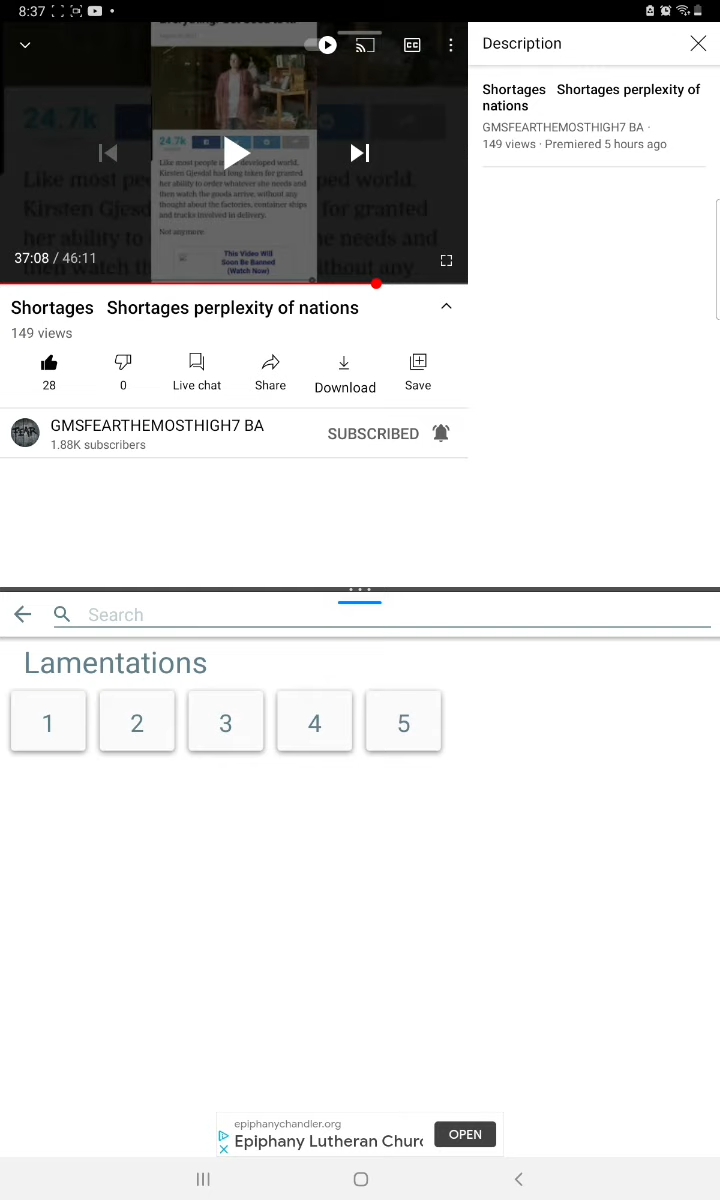 8:37
Description
Shortages Shortages perplexity of
nations
GMSFEARTHEMOSTHIGH7 BA ·
149 views · Premiered 5 hours ago
CC
24.7k
24.7k
Like most people in developed world,
Kirsten Gjesdal had long taken for granted
her ability to order whatever she needs and
then watch the goods arrive, without any
thought about the factories, container ships
and trucks involved in delivery.
Not anymore.
This Video Will
Soon Be Banned
(Watch Now)
37:08 / 46:11
Shortages Shortages perplexity of nations
149 views
28
0
Live chat
Share
Download
Save
FEAR
GMSFEARTHEMOSTHIGH7 BA
1.88K subscribers
SUBSCRIBED
Search
Lamentations
1 2 3 4 5
epiphanychandler.org
Epiphany Lutheran Churc
OPEN